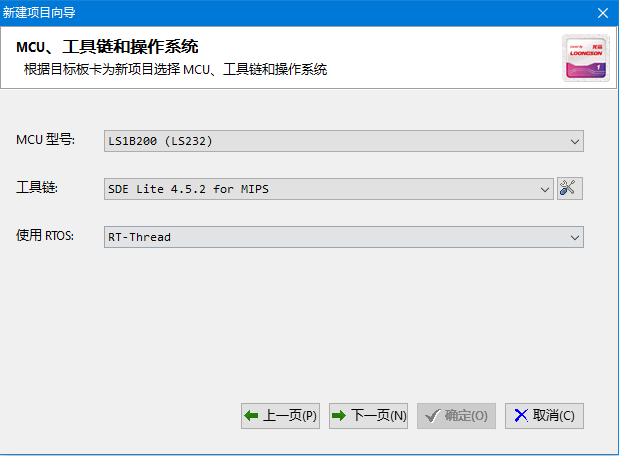 新建项目向导
MCU、工具链和操作系统
根据目标板卡为新项目选择 MCU、工具链和操作系统
LOONGSON
1
MCU 型号:
LS1B200 (LS232)
工具链:
SDE Lite 4.5.2 for MIPS
使用 RTOS:
RT-Thread
上一页(P)
下一页(N)
确定(O)
取消(C)